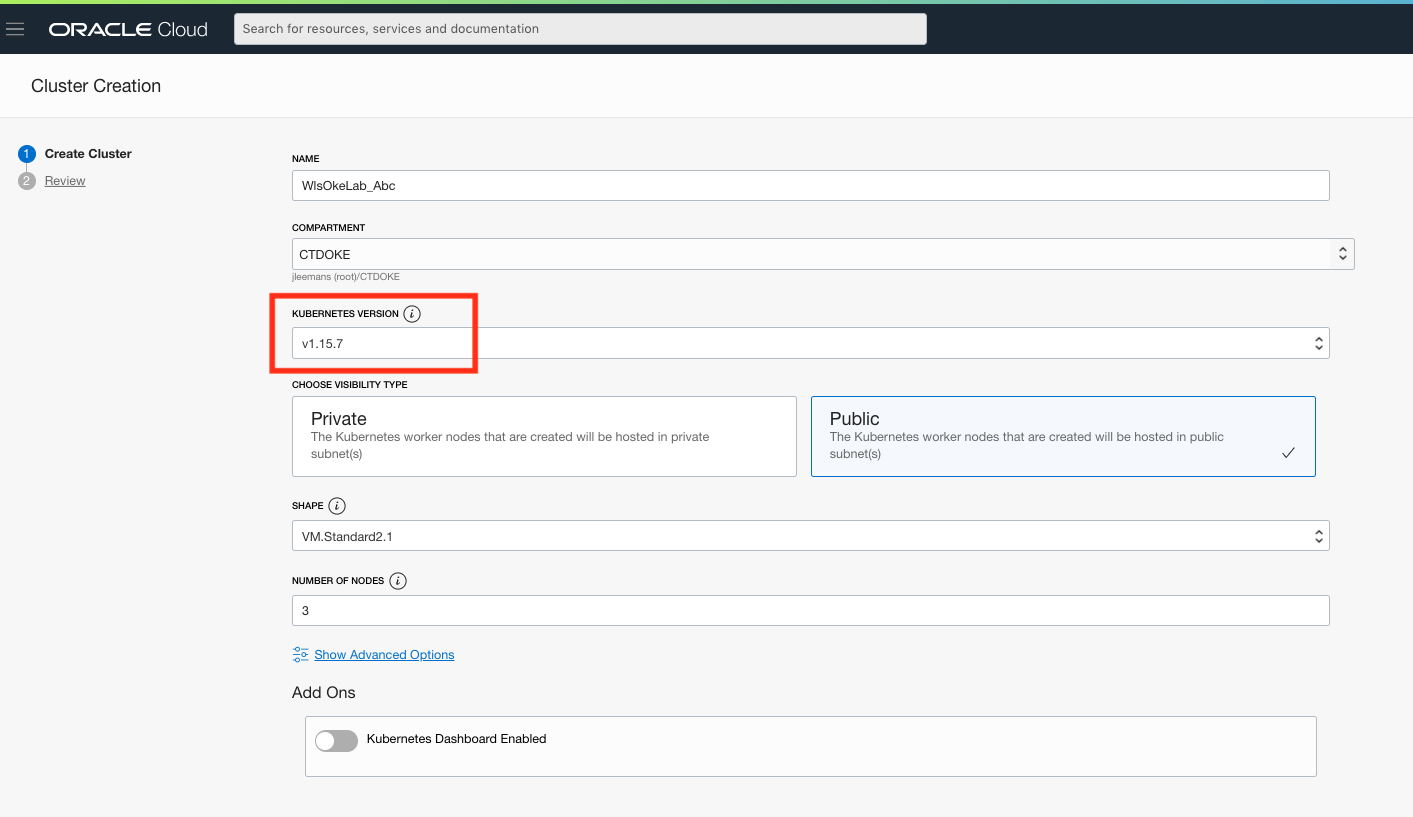 ORACLE Cloud
Search for resources, services and documentation
Cluster Creation
1 Create Cluster
2 Review
NAME
WlsOkeLab_Abc
COMPARTMENT
CTDOKE
jleemans (root)/CTDOKE
KUBERNETES VERSION i
v1.15.7
CHOOSE VISIBILITY TYPE
Private
The Kubernetes worker nodes that are created will be hosted in private
subnet(s)
Public
The Kubernetes worker nodes that are created will be hosted in public
subnet(s)
SHAPE i
VM.Standard2.1
NUMBER OF NODES i
3
Show Advanced Options
Add Ons
Kubernetes Dashboard Enabled